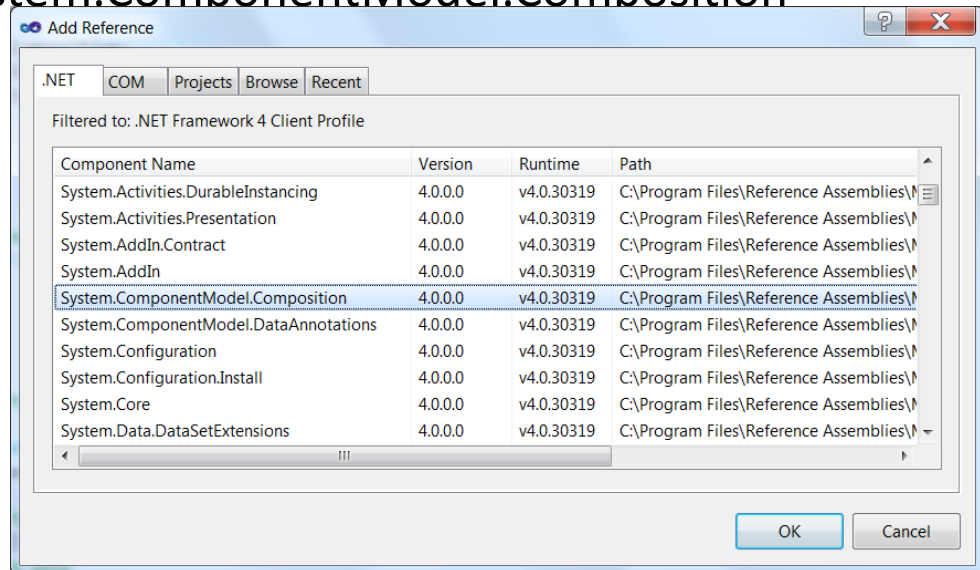 stem.ComponentModel.Composition
Add Reference
.NET COM Projects Browse Recent
Filtered to: .NET Framework 4 Client Profile
Component Name Version Runtime Path
System.Activities.DurableInstancing 4.0.0.0 v4.0.30319 C:\Program Files\Reference Assemblies\
System.Activities.Presentation 4.0.0.0 v4.0.30319 C:\Program Files\Reference Assemblies\
System.AddIn.Contract 4.0.0.0 v4.0.30319 C:\Program Files\Reference Assemblies\
System.AddIn 4.0.0.0 v4.0.30319 C:\Program Files\Reference Assemblies\
System.ComponentModel.Composition 4.0.0.0 v4.0.30319 C:\Program Files\Reference Assemblies\
System.ComponentModel.DataAnnotations 4.0.0.0 v4.0.30319 C:\Program Files\Reference Assemblies\
System.Configuration 4.0.0.0 v4.0.30319 C:\Program Files\Reference Assemblies\
System.Configuration.Install 4.0.0.0 v4.0.30319 C:\Program Files\Reference Assemblies\
System.Core 4.0.0.0 v4.0.30319 C:\Program Files\Reference Assemblies\
System.Data.DataSetExtensions 4.0.0.0 v4.0.30319 C:\Program Files\Reference Assemblies\
OK Cancel